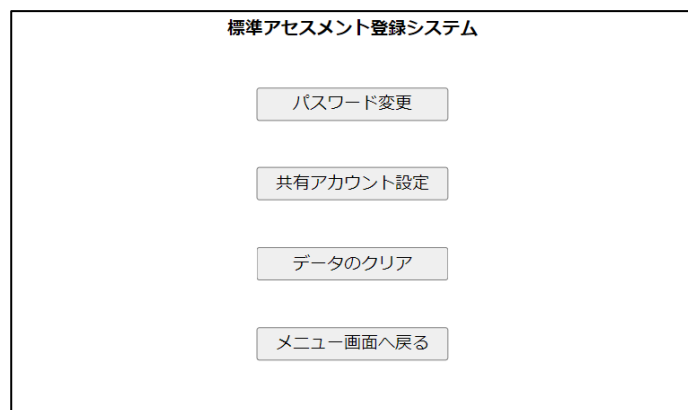 標準アセスメント登録システム
パスワード変更
共有アカウント設定
データのクリア
メニュー画面へ戻る